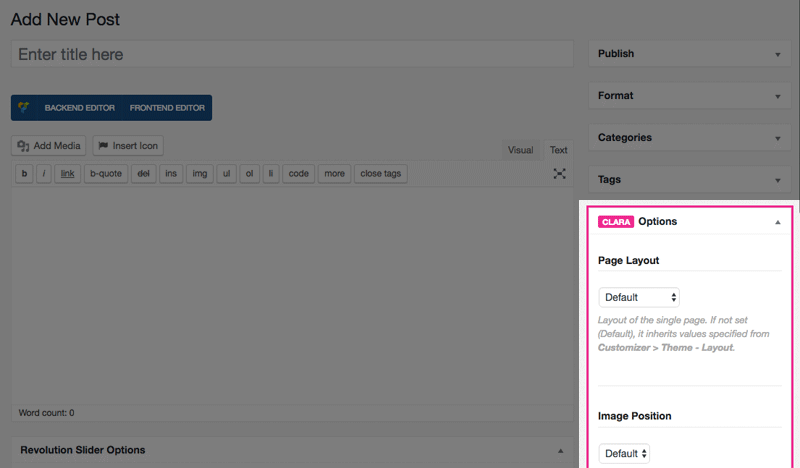 Add New Post
Enter title here
BACKEND EDITOR FRONTEND EDITOR
Add Media Insert Icon
Visual Text
b i link b-quote del ins img ul ol li code more close tags
Word count: 0
Revolution Slider Options
Publish
Format
Categories
Tags
CLARA Options
Page Layout
Default
Layout of the single page. If not set
(Default), it inherits values specified from
Customizer > Theme - Layout.
Image Position
Default